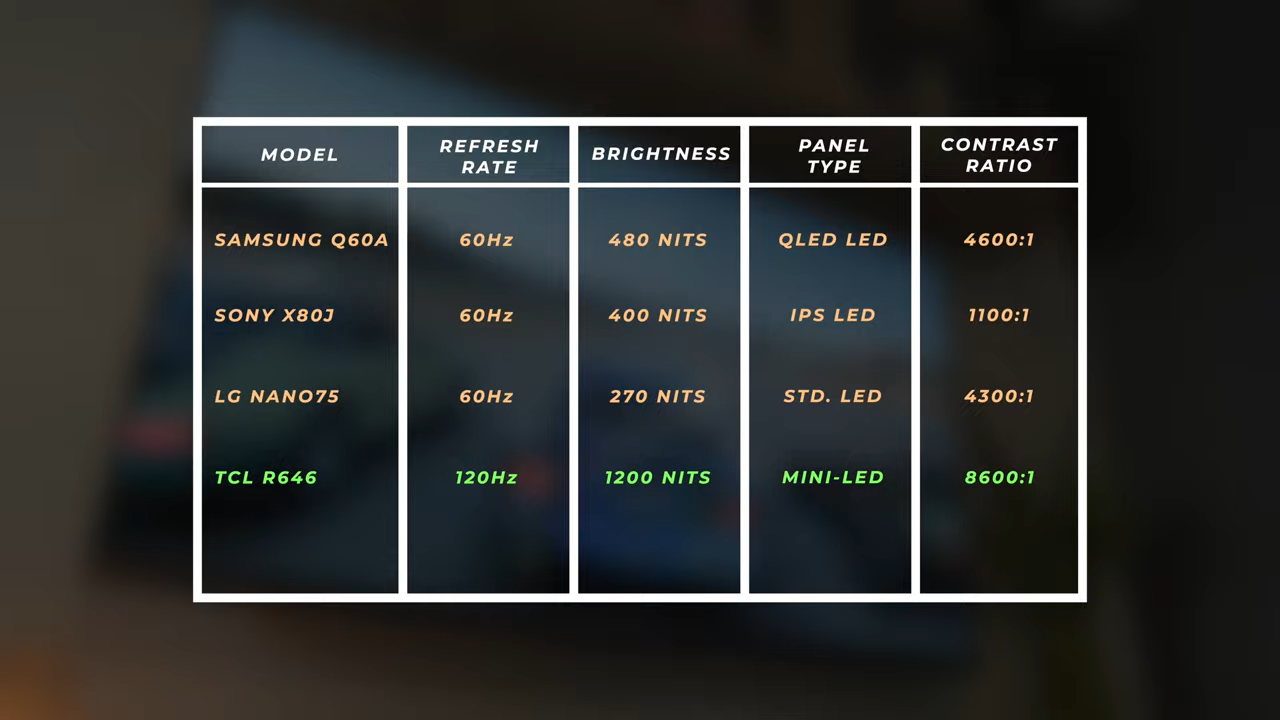 MODEL REFRESH RATE BRIGHTNESS PANEL TYPE CONTRAST RATIO
SAMSUNG Q60A 60Hz 480 NITS QLED LED 4600:1
SONY X80J 60Hz 400 NITS IPS LED 1100:1
LG NANO75 60Hz 270 NITS STD. LED 4300:1
TCL R646 120Hz 1200 NITS MINI-LED 8600:1